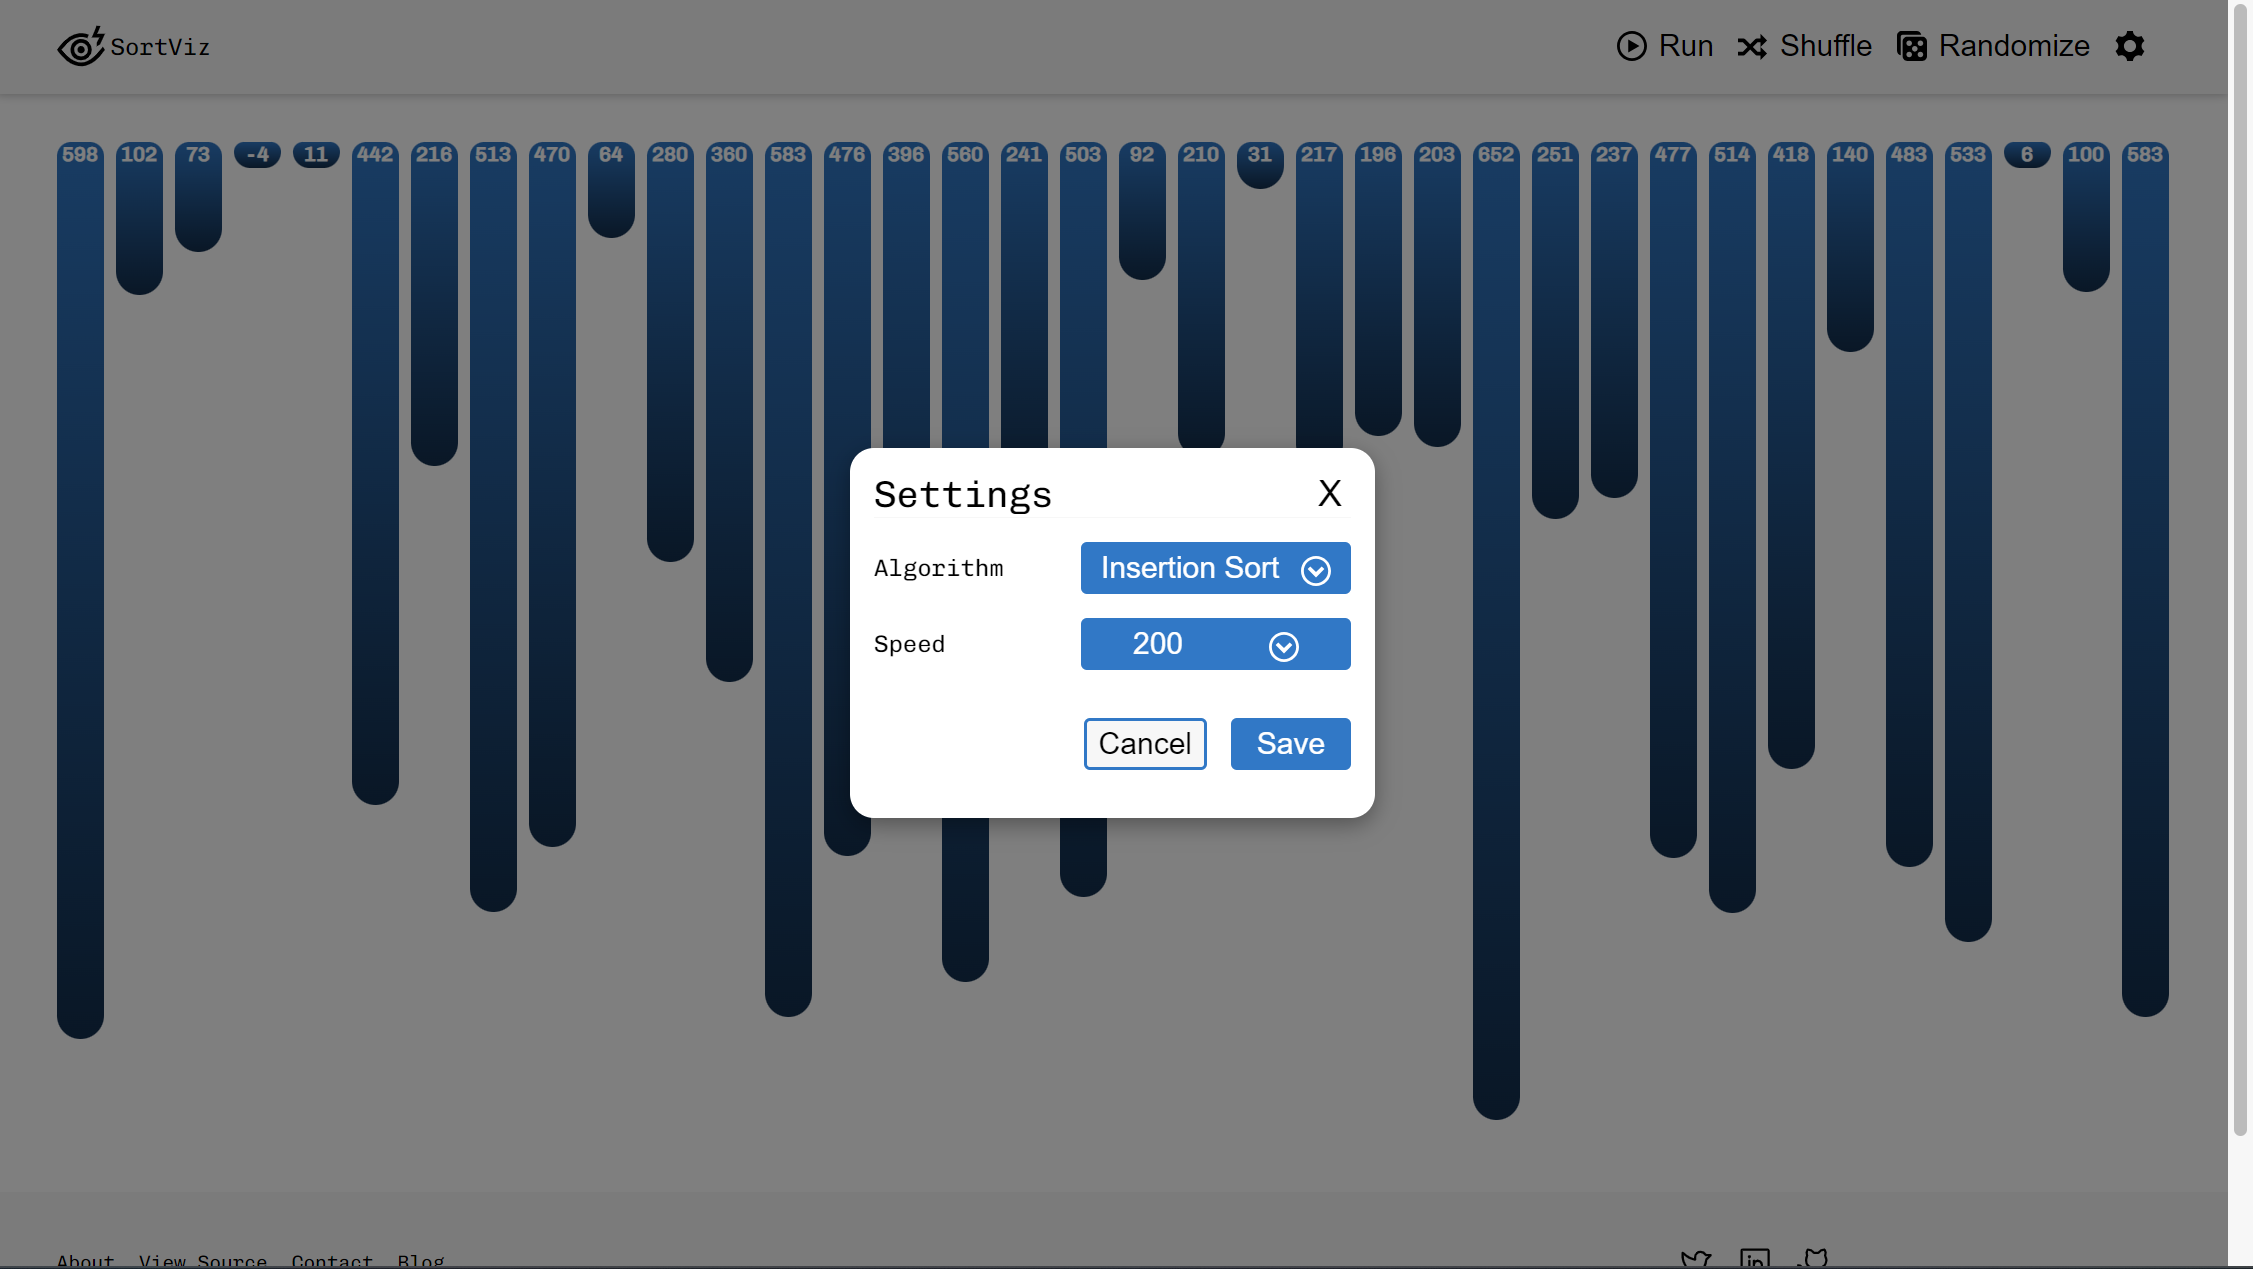 SortViz
Run Shuffle Randomize
598 102 73 -4 11 442 216 513 470 64 280 360 583 476 396 560 241 503 92 210 31 217 196 203 652 251 237 477 514 418 140 483 533 6 100 583
Settings X
Algorithm Insertion Sort
Speed 200
Cancel Save
About View Source Contact Blog
in